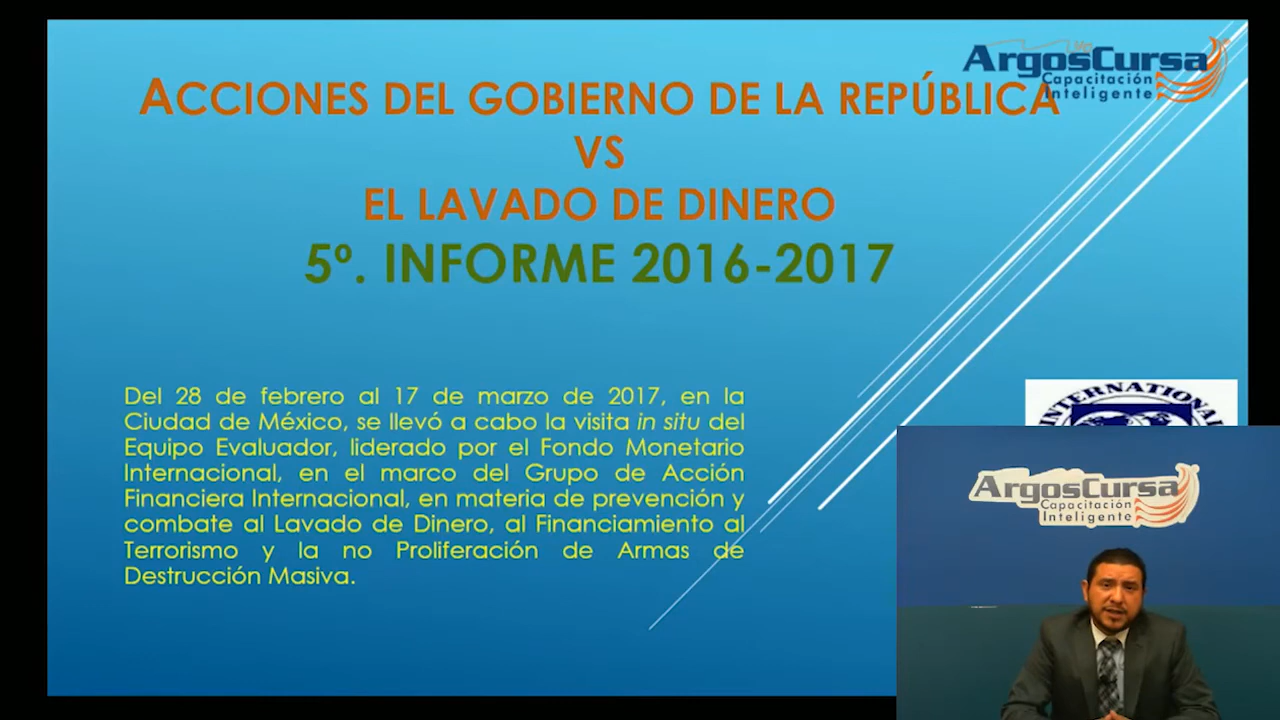 ArgosCursa
Capacitación
Inteligente
ACCIONES DEL GOBIERNO DE LA REPÚBLICA
VS
EL LAVADO DE DINERO
5º. INFORME 2016-2017
Del 28 de febrero al 17 de marzo de 2017, en la
Ciudad de México, se llevó a cabo la visita in situ del
Equipo Evaluador, liderado por el Fondo Monetario
Internacional, en el marco del Grupo de Acción
Financiera Internacional, en materia de prevención y
combate al Lavado de Dinero, al Financiamiento al
Terrorismo y la no Proliferación de Armas de
Destrucción Masiva.
INTERNATIONAL
ArgosCursa
Capacitación
Inteligente